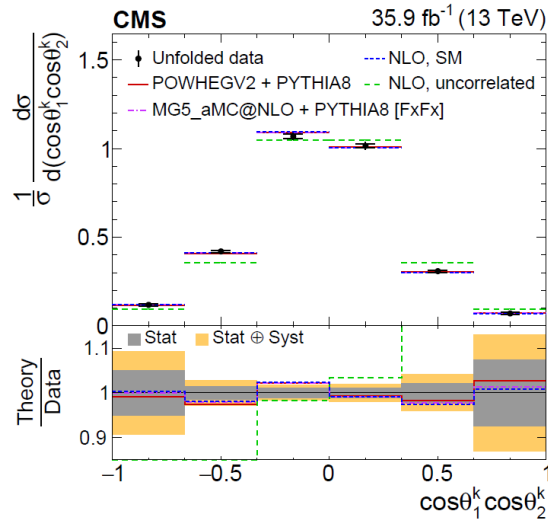 CMS 35.9 fb⁻¹ (13 TeV)
Unfolded data
NLO, SM
POWHEGV2 + PYTHIA8
NLO, uncorrelated
MG5_aMC@NLO + PYTHIA8 [FxFx]
1/σ dσ/d(cosθ₁ᵏcosθ₂ᵏ)
1.5
1
0.5
0
Stat
Stat ⊕ Syst
Theory/Data
1.1
1
0.9
−1 −0.5 0 0.5 1
cosθ₁ᵏ cosθ₂ᵏ